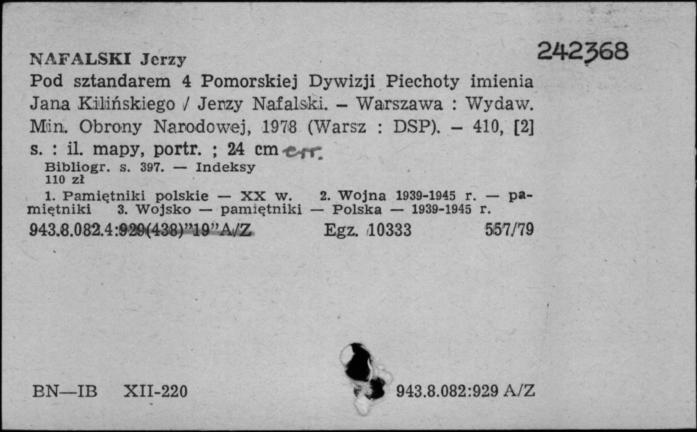 242368
NAFALSKI Jerzy
Pod sztandarem 4 Pomorskiej Dywizji Piechoty imienia
Jana Kilińskiego / Jerzy Nafalski. – Warszawa : Wydaw.
Min. Obrony Narodowej, 1978 (Warsz : DSP). – 410, [2]
s. : il. mapy, portr. ; 24 cm err.
Bibliogr. s. 397. — Indeksy
110 zł
1. Pamiętniki polskie — XX w. 2. Wojna 1939-1945 r. — pa-
miętniki 3. Wojsko — pamiętniki — Polska — 1939-1945 r.
943.8.082.4:929(438)”19”A/Z Egz. 10333 557/79
BN—IB XII-220 943.8.082:929 A/Z